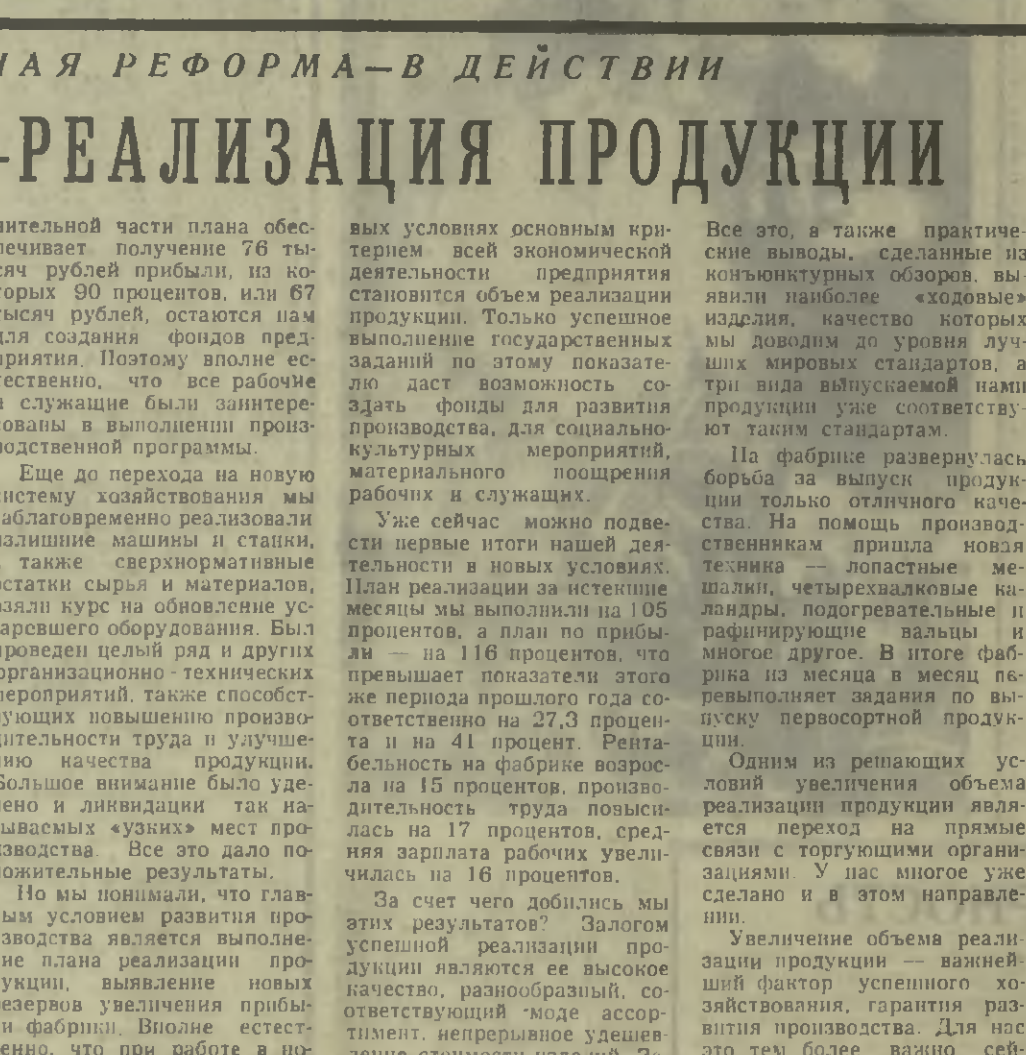 НАЯ РЕФОРМА—В ДЕЙСТВИИ
-РЕАЛИЗАЦИЯ ПРОДУКЦИИ
нительной части плана обес-
печивает получение 76 ты-
сяч рублей прибыли, из ко-
торых 90 процентов, или 67
тысяч рублей, остаются нам
для создания фондов пред-
приятия. Поэтому вполне ес-
тественно, что все рабочие
и служащие были заинтере-
сованы в выполнении произ-
водственной программы.
Еще до перехода на новую
систему хозяйствования мы
заблаговременно реализовали
излишние машины и станки,
а также сверхнормативные
остатки сырья и материалов,
взяли курс на обновление ус-
таревшего оборудования. Был
проведен целый ряд и других
организационно - технических
мероприятий, также способст-
вующих повышению произво-
дительности труда и улучше-
нию качества продукции.
Большое внимание было уде-
лено и ликвидации так на-
зываемых «узких» мест про-
изводства. Все это дало по-
ложительные результаты.
Но мы понимали, что глав-
ным условием развития про-
изводства является выполне-
ние плана реализации про-
дукции, выявление новых
резервов увеличения прибы-
ли фабрики. Вполне естест-
венно, что при работе в но-
вых условиях основным кри-
терием всей экономической
деятельности предприятия
становится объем реализации
продукции. Только успешное
выполнение государственных
заданий по этому показате-
лю даст возможность со-
здать фонды для развития
производства, для социально-
культурных мероприятий,
материального поощрения
рабочих и служащих.
Уже сейчас можно подве-
сти первые итоги нашей дея-
тельности в новых условиях.
План реализации за истекшие
месяцы мы выполнили на 105
процентов, а план по прибы-
ли — на 116 процентов, что
превышает показатели этого
же периода прошлого года со-
ответственно на 27,3 процен-
та и на 41 процент. Рента-
бельность на фабрике возрос-
ла на 15 процентов, произво-
дительность труда повыси-
лась на 17 процентов, сред-
няя зарплата рабочих увели-
чилась на 16 процентов.
За счет чего добились мы
этих результатов? Залогом
успешной реализации про-
дукции являются ее высокое
качество, разнообразный, со-
ответствующий моде ассор-
тимент, непрерывное удешев-
ление стоимости изделий. За-
Все это, а также практиче-
ские выводы, сделанные из
конъюнктурных обзоров, вы-
явили наиболее «ходовые»
изделия, качество которых
мы доводим до уровня луч-
ших мировых стандартов, а
три вида выпускаемой нами
продукции уже соответству-
ют таким стандартам.
На фабрике развернулась
борьба за выпуск продук-
ции только отличного каче-
ства. На помощь производ-
ственникам пришла новая
техника — лопастные ме-
шалки, четырехвалковые ка-
ландры, подогревательные и
рафинирующие вальцы и
многое другое. В итоге фаб-
рика из месяца в месяц пе-
ревыполняет задания по вы-
пуску первосортной продук-
ции.
Одним из решающих ус-
ловий увеличения объема
реализации продукции явля-
ется переход на прямые
связи с торгующими органи-
зациями. У нас многое уже
сделано и в этом направле-
нии.
Увеличение объема реали-
зации продукции — важней-
ший фактор успешного хо-
зяйствования, гарантия раз-
вития производства. Для нас
это тем более важно сей-